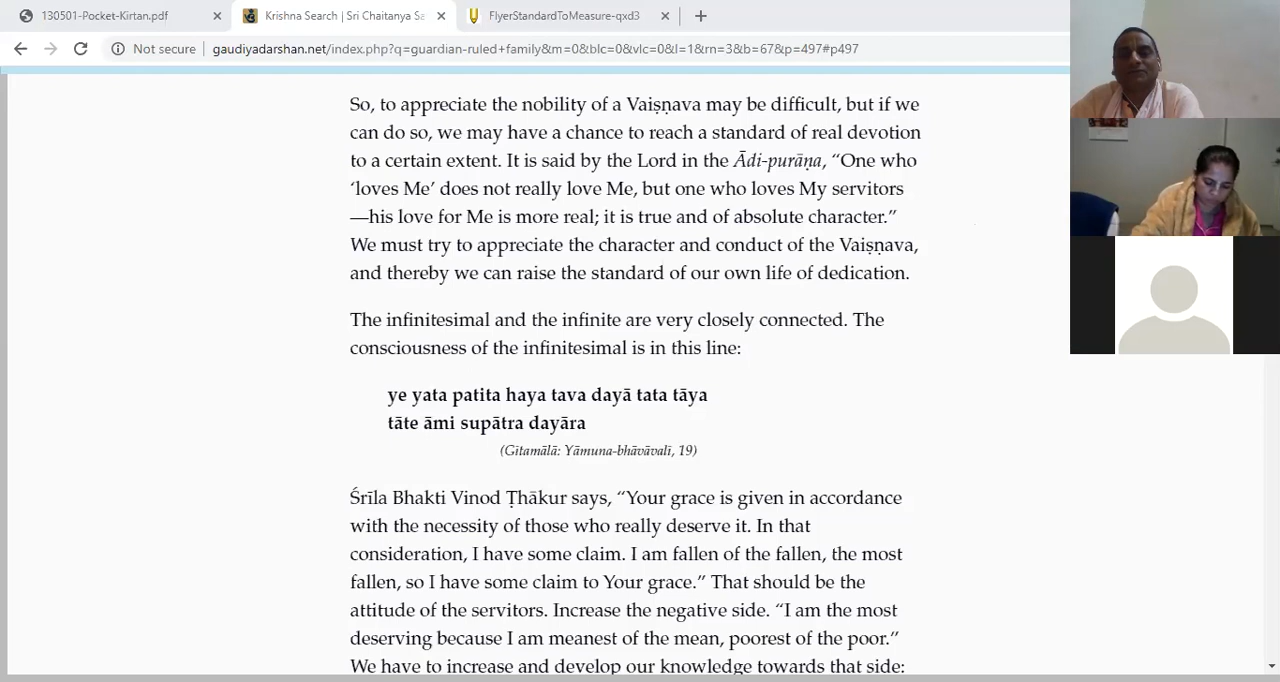 130501-Pocket-Kirtan.pdf
Krishna Search | Sri Chaitanya Sa
FlyerStandardToMeasure-qxd3
Not secure
gaudiyadarshan.net/index.php?q=guardian-ruled+family&m=0&blc=0&vlc=0&l=1&rn=3&b=67&p=497#p497
So, to appreciate the nobility of a Vaiṣṇava may be difficult, but if we
can do so, we may have a chance to reach a standard of real devotion
to a certain extent. It is said by the Lord in the Ādi-purāṇa, “One who
‘loves Me’ does not really love Me, but one who loves My servitors
—his love for Me is more real; it is true and of absolute character.”
We must try to appreciate the character and conduct of the Vaiṣṇava,
and thereby we can raise the standard of our own life of dedication.
The infinitesimal and the infinite are very closely connected. The
consciousness of the infinitesimal is in this line:
ye yata patita haya tava dayā tata tāya
tāte āmi supātra dayāra
(Gītamālā: Yāmuna-bhāvāvalī, 19)
Śrīla Bhakti Vinod Ṭhākur says, “Your grace is given in accordance
with the necessity of those who really deserve it. In that
consideration, I have some claim. I am fallen of the fallen, the most
fallen, so I have some claim to Your grace.” That should be the
attitude of the servitors. Increase the negative side. “I am the most
deserving because I am meanest of the mean, poorest of the poor.”
We have to increase and develop our knowledge towards that side: